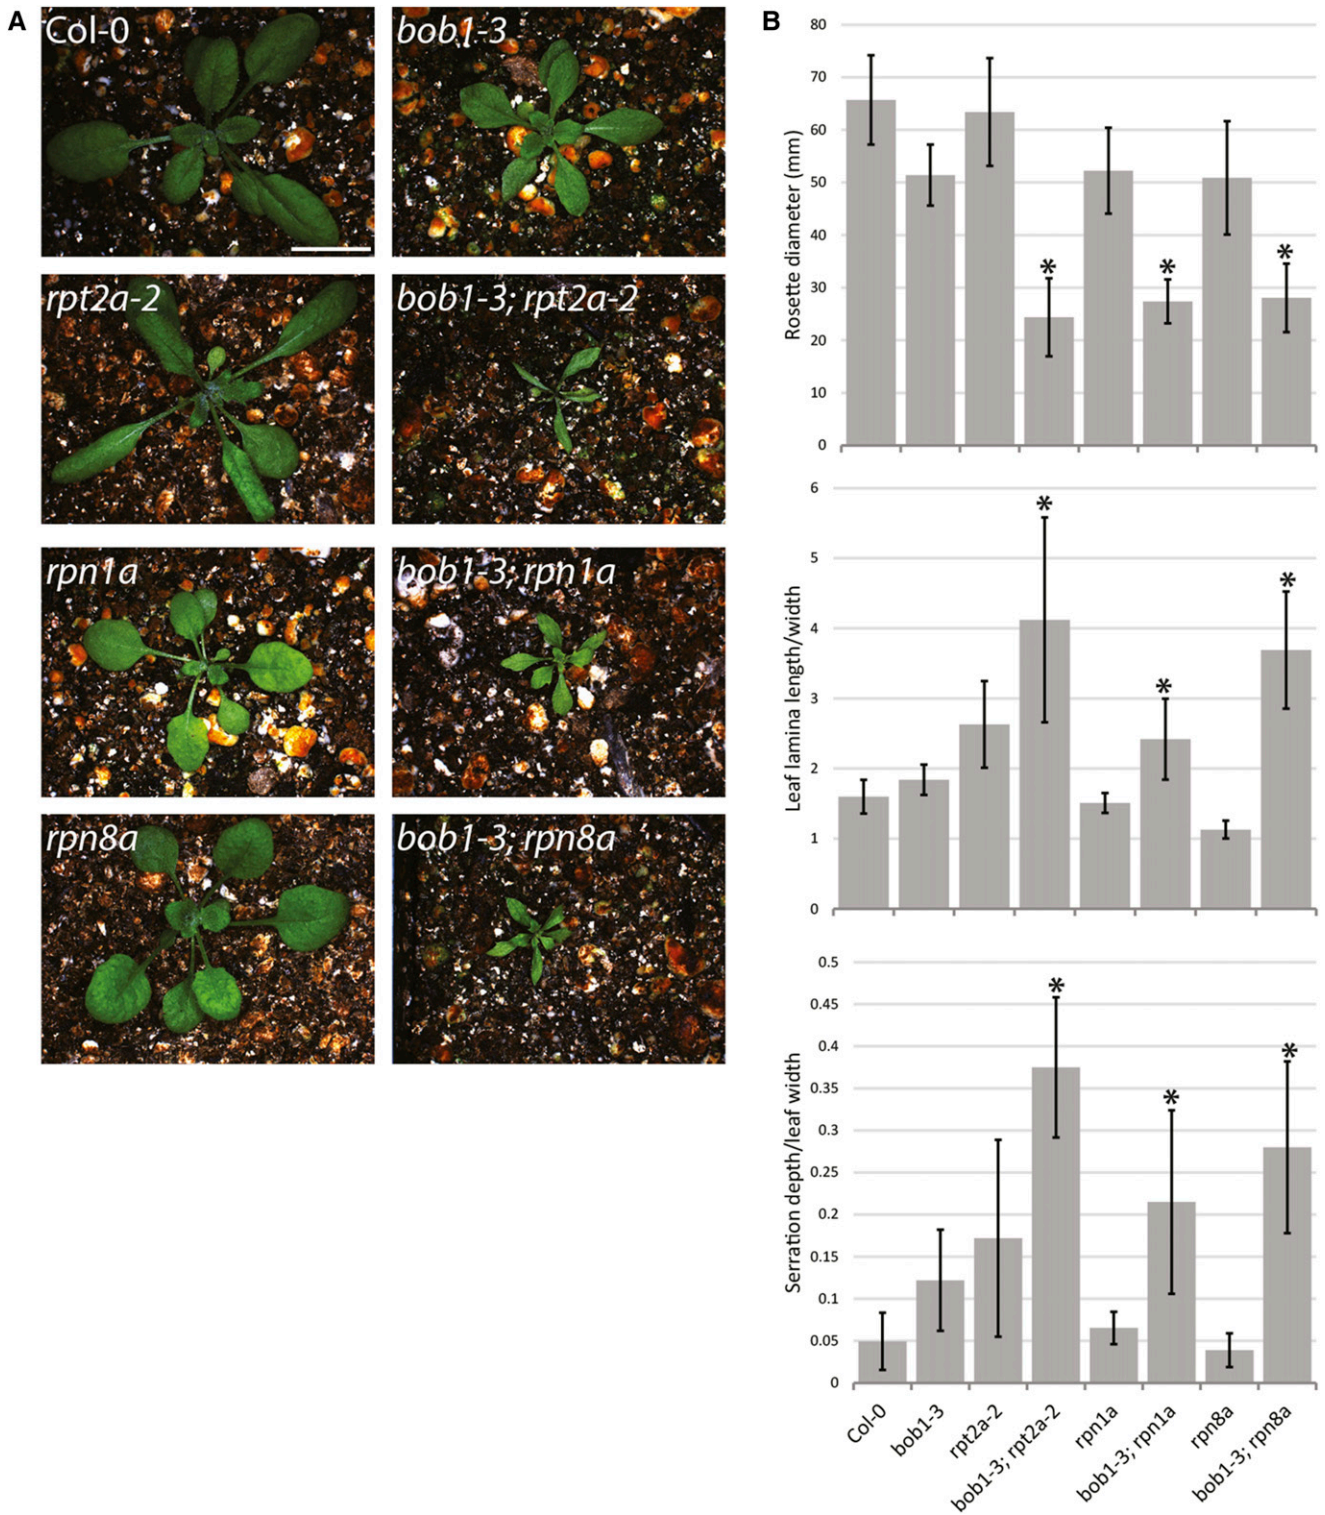 A
Col-0
bob1-3
rpt2a-2
bob1-3; rpt2a-2
rpn1a
bob1-3; rpn1a
rpn8a
bob1-3; rpn8a
B
80
70
60
50
40
30
20
10
0
Rosette diameter (mm)
*
*
*
6
5
4
3
2
1
0
Leaf lamina length/width
*
*
*
0.5
0.45
0.4
0.35
0.3
0.25
0.2
0.15
0.1
0.05
0
Serration depth/leaf width
*
*
*
Col-0
bob1-3
rpt2a-2
bob1-3; rpt2a-2
rpn1a
bob1-3; rpn1a
rpn8a
bob1-3; rpn8a